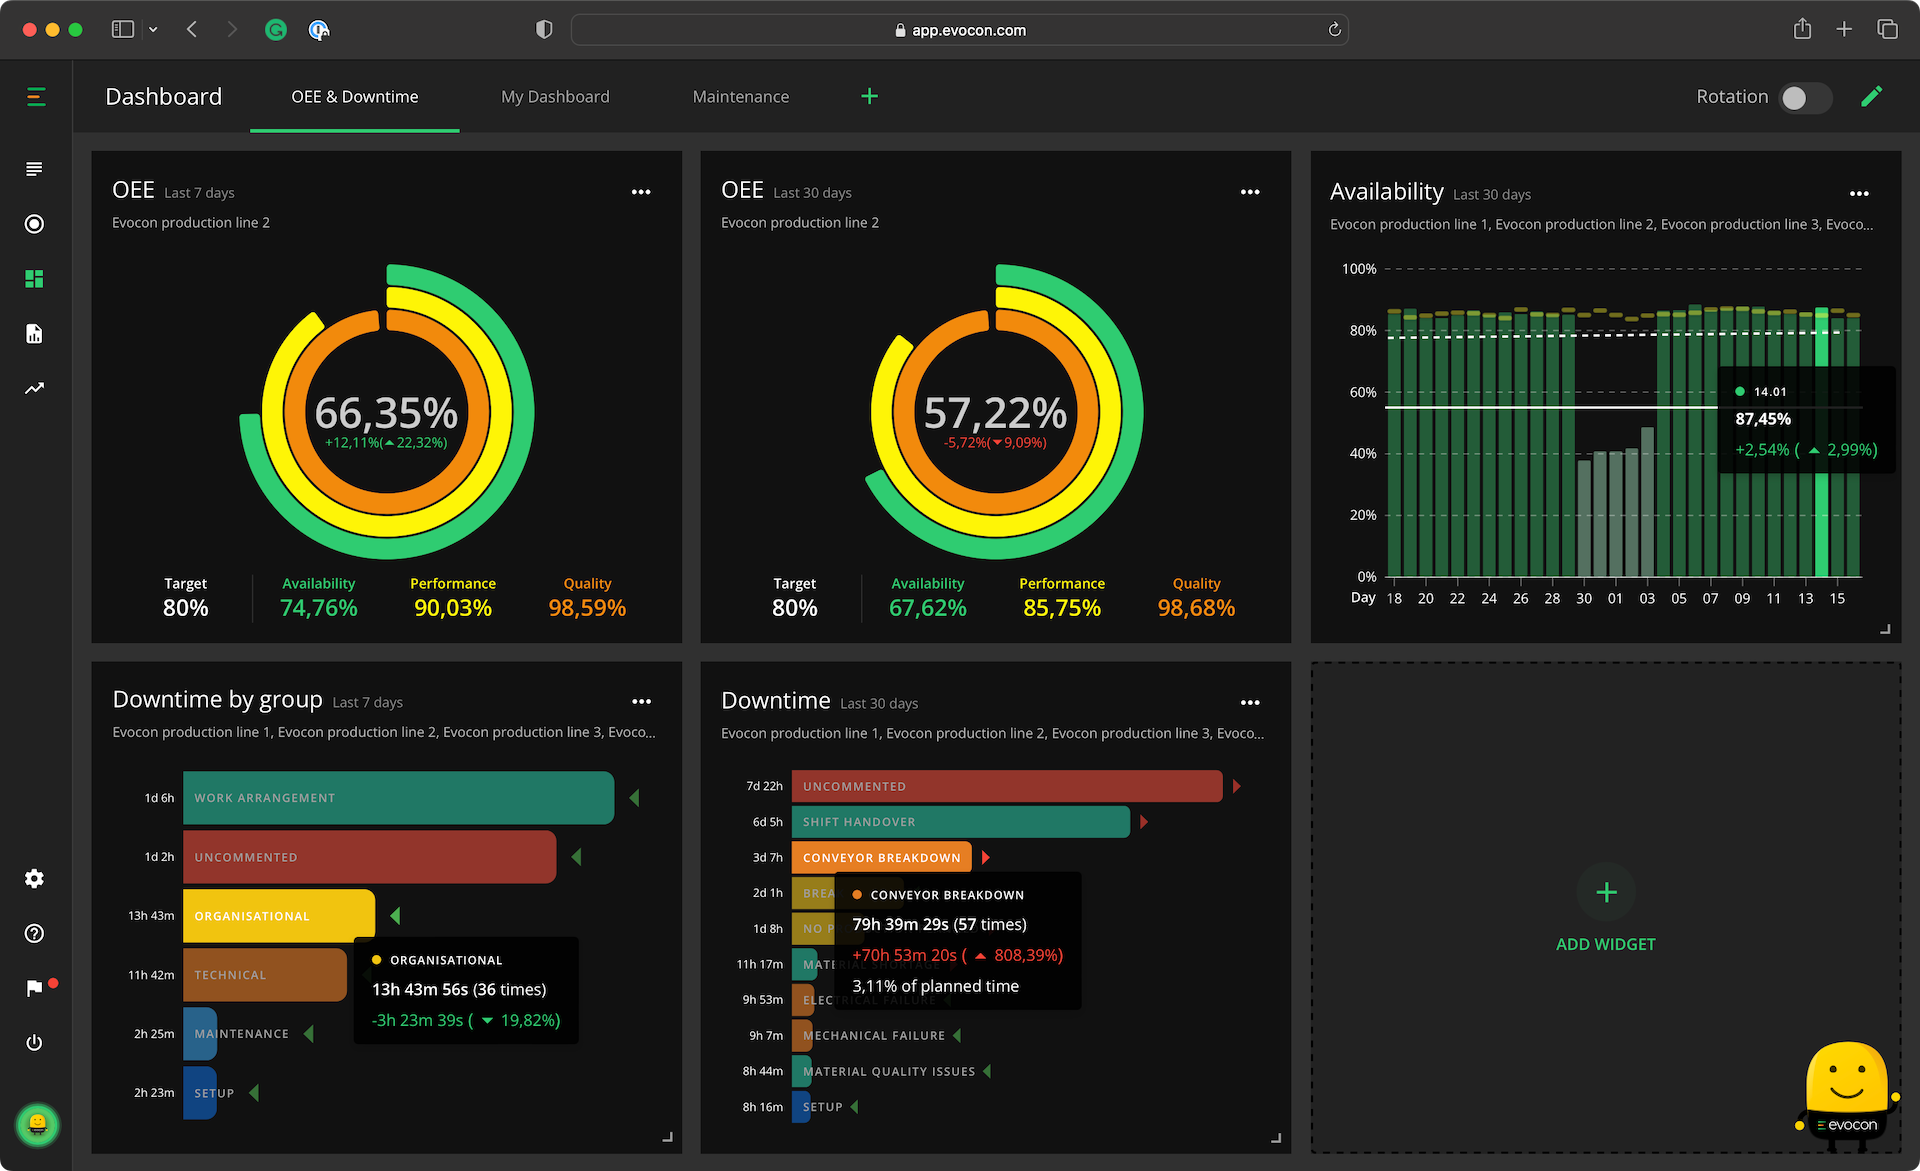 app.evocon.com
Dashboard
OEE & Downtime
My Dashboard
Maintenance
Rotation
OEE Last 7 days
Evocon production line 2
66,35%
+12,11%(▲22,32%)
Target
80%
Availability
74,76%
Performance
90,03%
Quality
98,59%
OEE Last 30 days
Evocon production line 2
57,22%
-5,72%(▼9,09%)
Target
80%
Availability
67,62%
Performance
85,75%
Quality
98,68%
Availability Last 30 days
Evocon production line 1, Evocon production line 2, Evocon production line 3, Evoco...
100%
80%
60%
40%
20%
0%
14.01
87,45%
+2,54% ( ▲ 2,99%)
Day 18 20 22 24 26 28 30 01 03 05 07 09 11 13 15
Downtime by group Last 7 days
Evocon production line 1, Evocon production line 2, Evocon production line 3, Evoco...
1d 6h WORK ARRANGEMENT
1d 2h UNCOMMENTED
13h 43m ORGANISATIONAL
11h 42m TECHNICAL
2h 25m MAINTENANCE
2h 23m SETUP
ORGANISATIONAL
13h 43m 56s (36 times)
-3h 23m 39s ( ▼ 19,82%)
Downtime Last 30 days
Evocon production line 1, Evocon production line 2, Evocon production line 3, Evoco...
7d 22h UNCOMMENTED
6d 5h SHIFT HANDOVER
3d 7h CONVEYOR BREAKDOWN
2d 1h BREA
1d 8h NO P
11h 17m MATERIAL SHORTAGE
9h 53m ELECTRICAL FAILURE
9h 7m MECHANICAL FAILURE
8h 44m MATERIAL QUALITY ISSUES
8h 16m SETUP
CONVEYOR BREAKDOWN
79h 39m 29s (57 times)
+70h 53m 20s ( ▲ 808,39%)
3,11% of planned time
ADD WIDGET
evocon